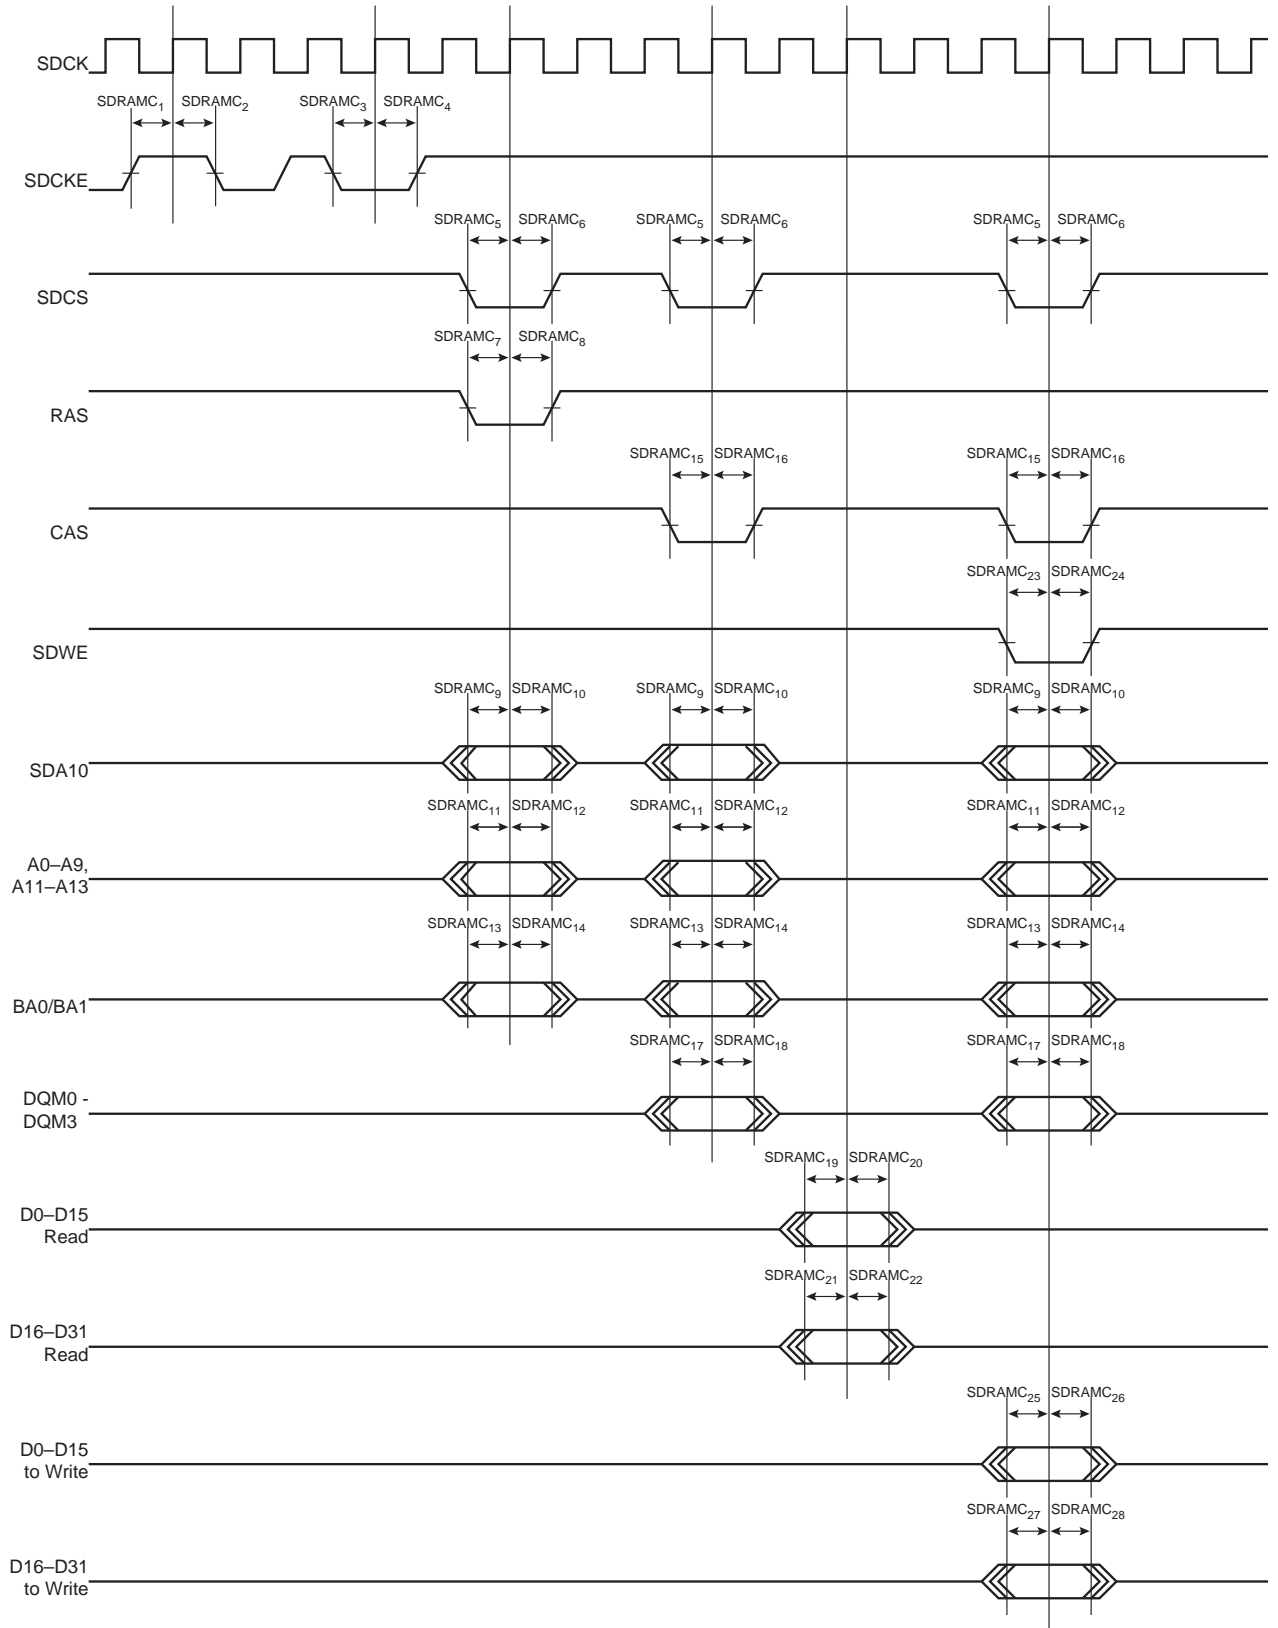 SDCK
SDRAMC1 SDRAMC2 SDRAMC3 SDRAMC4
SDCKE
SDRAMC5 SDRAMC6 SDRAMC5 SDRAMC6 SDRAMC5 SDRAMC6
SDCS
SDRAMC7 SDRAMC8
RAS
SDRAMC15 SDRAMC16 SDRAMC15 SDRAMC16
CAS
SDRAMC23 SDRAMC24
SDWE
SDRAMC9 SDRAMC10 SDRAMC9 SDRAMC10 SDRAMC9 SDRAMC10
SDA10
SDRAMC11 SDRAMC12 SDRAMC11 SDRAMC12 SDRAMC11 SDRAMC12
A0–A9,
A11–A13
SDRAMC13 SDRAMC14 SDRAMC13 SDRAMC14 SDRAMC13 SDRAMC14
BA0/BA1
SDRAMC17 SDRAMC18 SDRAMC17 SDRAMC18
DQM0 -
DQM3
SDRAMC19 SDRAMC20
D0–D15
Read
SDRAMC21 SDRAMC22
D16–D31
Read
SDRAMC25 SDRAMC26
D0–D15
to Write
SDRAMC27 SDRAMC28
D16–D31
to Write